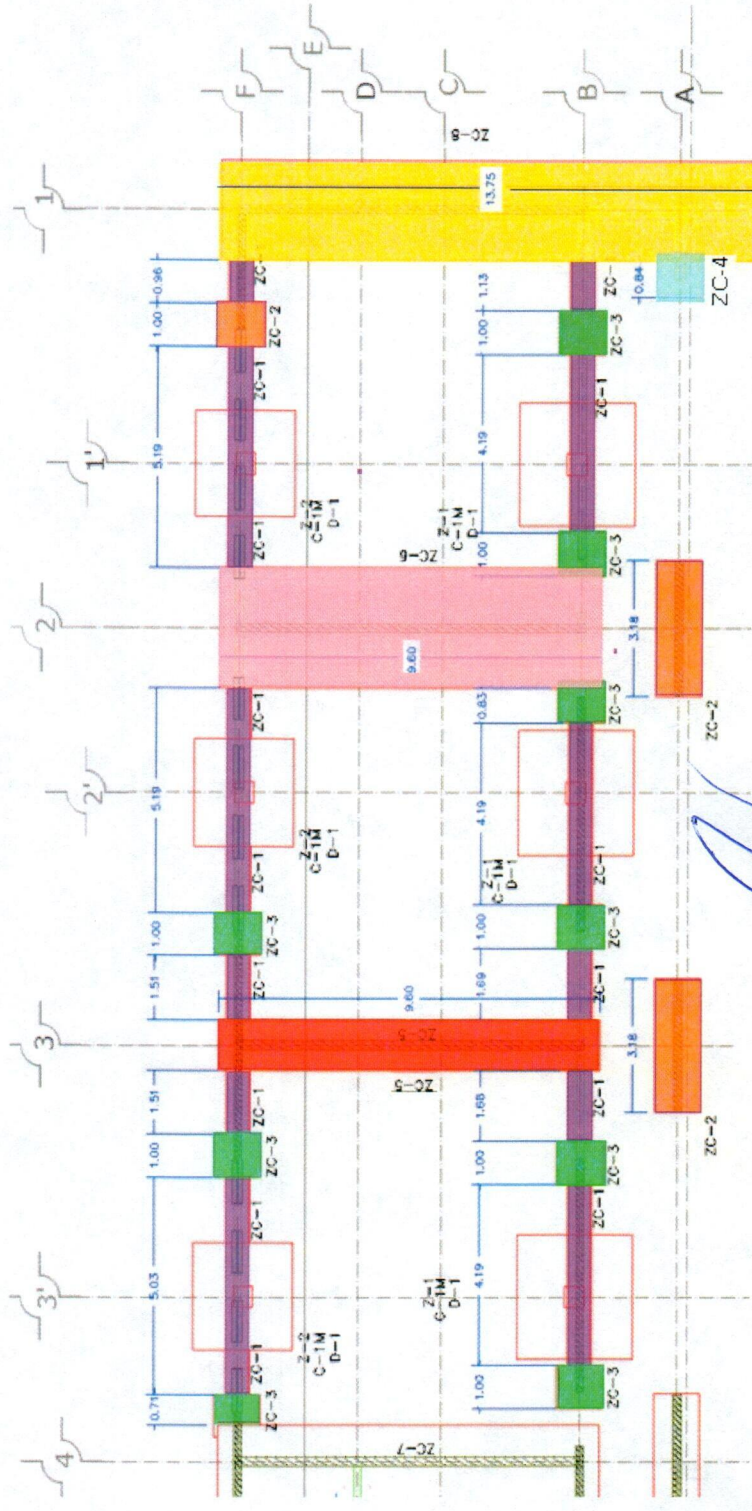 F
E
D
C
B
A
1
1'
2
2'
3
3'
4
ZC-6
13.75
0.96
1.00
5.19
ZC-
ZC-2
ZC-1
ZC-1
1.13
1.00
4.19
1.00
ZC-
ZC-3
ZC-1
ZC-3
0.84
ZC-4
Z-2
C-1M
D-1
Z-1
C-1M
D-1
9.60
3.18
ZC-2
5.19
1.00
1.51
ZC-1
ZC-1
ZC-3
ZC-1
0.83
4.19
1.00
1.69
ZC-3
ZC-1
ZC-3
ZC-1
Z-2
C-1M
D-1
Z-1
C-1M
D-1
9.60
ZC-5
ZC-5
3.18
ZC-2
1.51
1.00
5.03
0.71
ZC-1
ZC-3
ZC-1
ZC-1
ZC-3
1.68
1.00
4.19
1.00
ZC-1
ZC-3
ZC-1
ZC-3
Z-2
C-1M
D-1
Z-1
C-1M
D-1
ZC-7